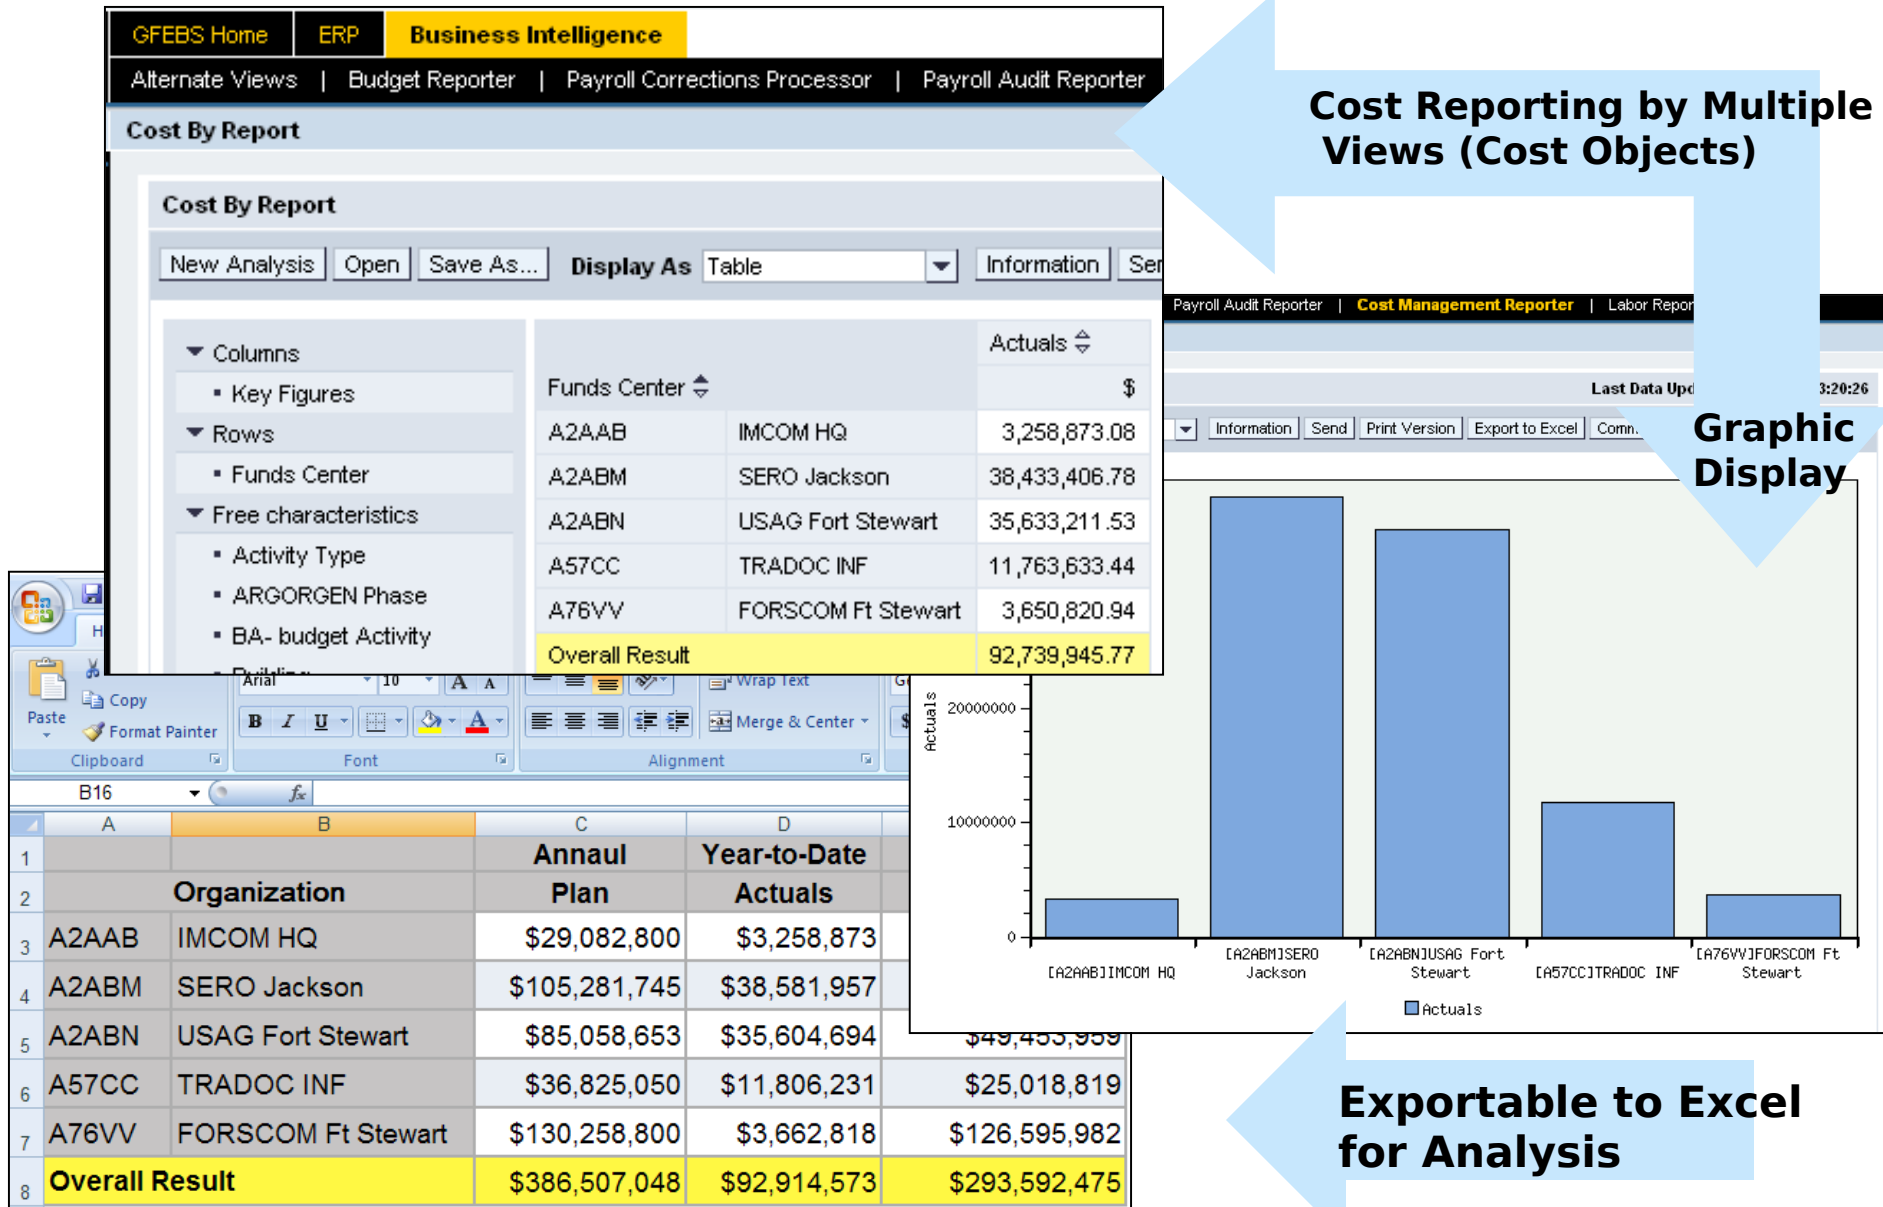 GFEBS Home ERP Business Intelligence
Alternate Views | Budget Reporter | Payroll Corrections Processor | Payroll Audit Reporter
Cost By Report
Cost By Report
New Analysis Open Save As... Display As Table Information Ser
Columns
Key Figures
Rows
Funds Center
Free characteristics
Activity Type
ARGORGEN Phase
BA- budget Activity
Actuals
Funds Center $
A2AAB IMCOM HQ 3,258,873.08
A2ABM SERO Jackson 38,433,406.78
A2ABN USAG Fort Stewart 35,633,211.53
A57CC TRADOC INF 11,763,633.44
A76VV FORSCOM Ft Stewart 3,650,820.94
Overall Result 92,739,945.77
Cost Reporting by Multiple
Views (Cost Objects)
Payroll Audit Reporter | Cost Management Reporter | Labor Repor
Last Data Upd 3:20:26
Information Send Print Version Export to Excel Comm
Graphic
Display
Actuals
20000000
10000000
0
[A2AAB]IMCOM HQ
[A2ABM]SERO
Jackson
[A2ABN]USAG Fort
Stewart
[A57CC]TRADOC INF
[A76VV]FORSCOM Ft
Stewart
Actuals
H
Paste
Copy
Format Painter
Clipboard
Arial 10 A A
B I U A
Font
Wrap Text
Merge & Center
Alignment
G
$
B16 fx
A B C D
1 Annaul Year-to-Date
2 Organization Plan Actuals
3 A2AAB IMCOM HQ $29,082,800 $3,258,873
4 A2ABM SERO Jackson $105,281,745 $38,581,957
5 A2ABN USAG Fort Stewart $85,058,653 $35,604,694 $49,453,959
6 A57CC TRADOC INF $36,825,050 $11,806,231 $25,018,819
7 A76VV FORSCOM Ft Stewart $130,258,800 $3,662,818 $126,595,982
8 Overall Result $386,507,048 $92,914,573 $293,592,475
Exportable to Excel
for Analysis